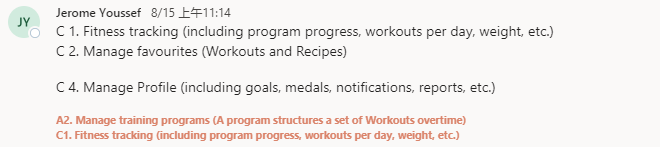 JY
Jerome Youssef 8/15 上午11:14
C 1. Fitness tracking (including program progress, workouts per day, weight, etc.)
C 2. Manage favourites (Workouts and Recipes)
C 4. Manage Profile (including goals, medals, notifications, reports, etc.)
A2. Manage training programs (A program structures a set of Workouts overtime)
C1. Fitness tracking (including program progress, workouts per day, weight, etc.)